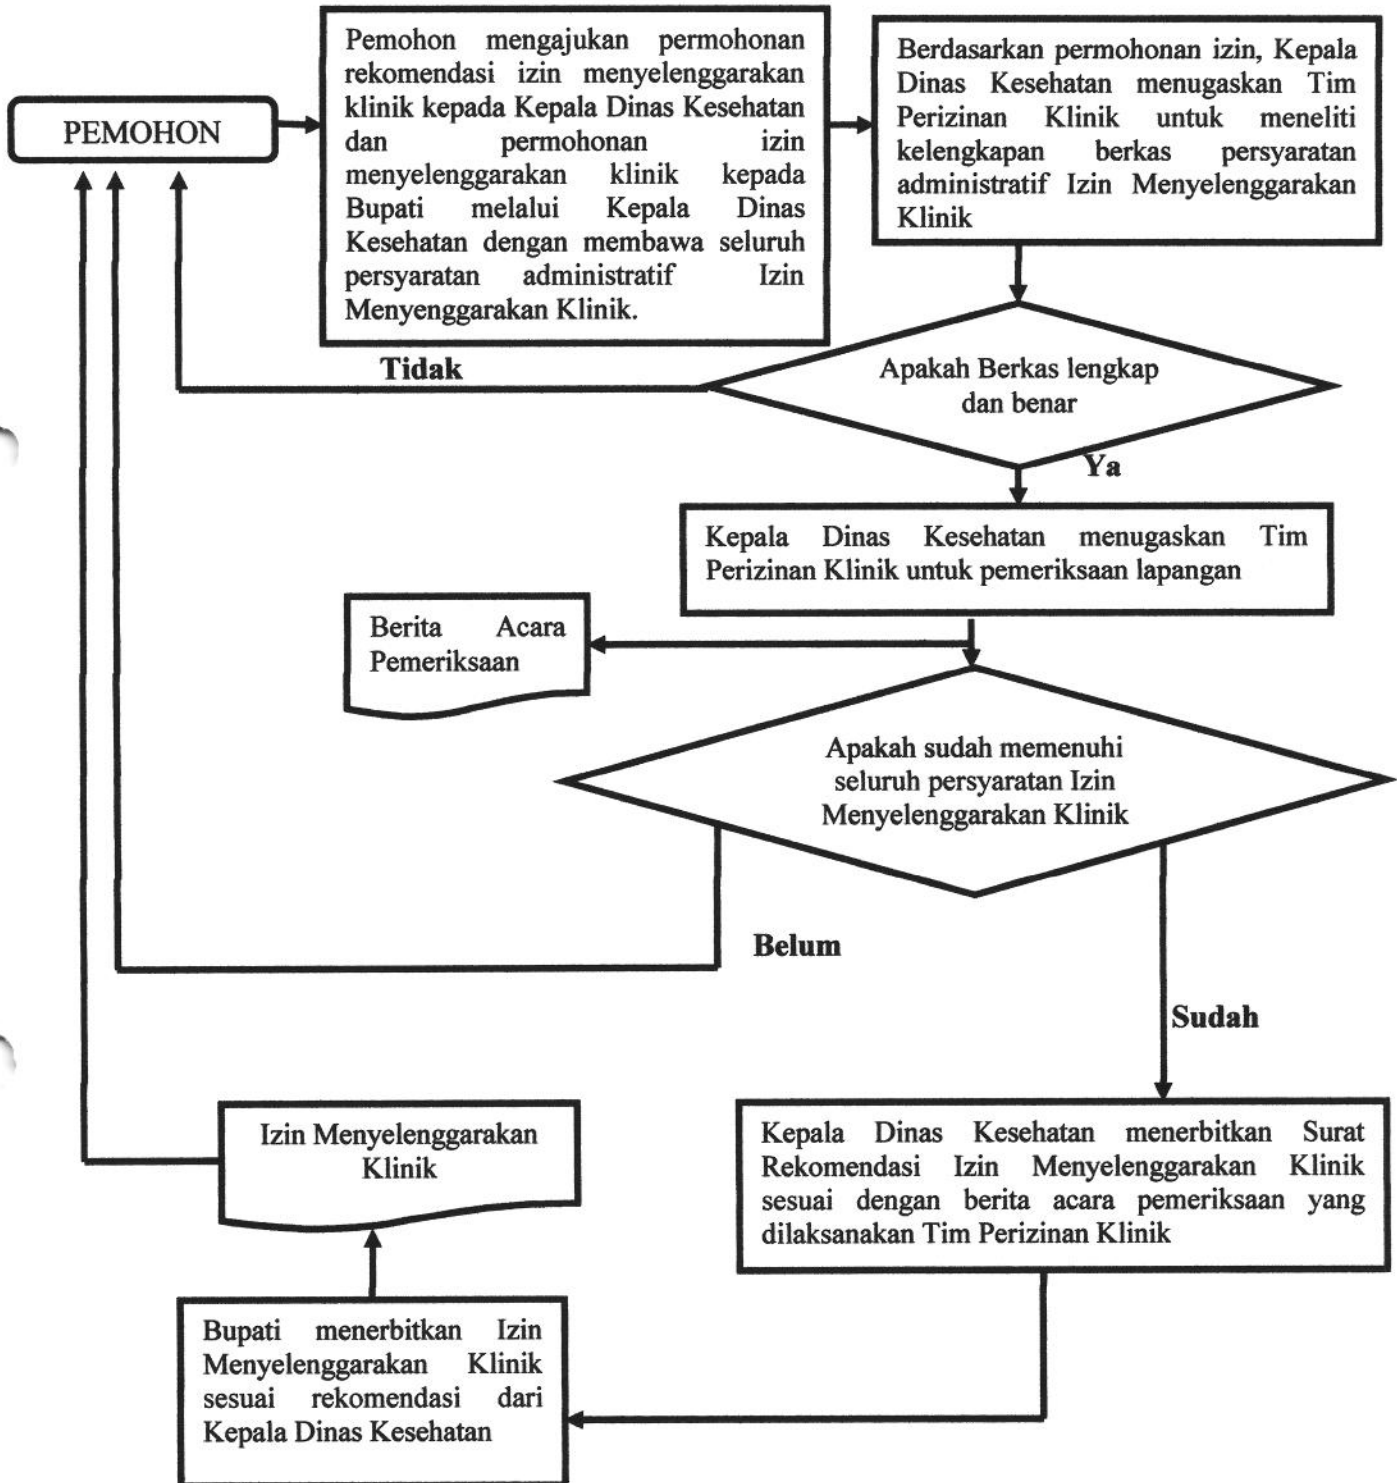 PEMOHON
Pemohon mengajukan permohonan
rekomendasi izin menyelenggarakan
klinik kepada Kepala Dinas Kesehatan
dan permohonan izin
menyelenggarakan klinik kepada
Bupati melalui Kepala Dinas
Kesehatan dengan membawa seluruh
persyaratan administratif Izin
Menyenggarakan Klinik.
Berdasarkan permohonan izin, Kepala
Dinas Kesehatan menugaskan Tim
Perizinan Klinik untuk meneliti
kelengkapan berkas persyaratan
administratif Izin Menyelenggarakan
Klinik
Tidak
Apakah Berkas lengkap
dan benar
Ya
Kepala Dinas Kesehatan menugaskan Tim
Perizinan Klinik untuk pemeriksaan lapangan
Berita Acara
Pemeriksaan
Apakah sudah memenuhi
seluruh persyaratan Izin
Menyelenggarakan Klinik
Belum
Sudah
Kepala Dinas Kesehatan menerbitkan Surat
Rekomendasi Izin Menyelenggarakan Klinik
sesuai dengan berita acara pemeriksaan yang
dilaksanakan Tim Perizinan Klinik
Izin Menyelenggarakan
Klinik
Bupati menerbitkan Izin
Menyelenggarakan Klinik
sesuai rekomendasi dari
Kepala Dinas Kesehatan